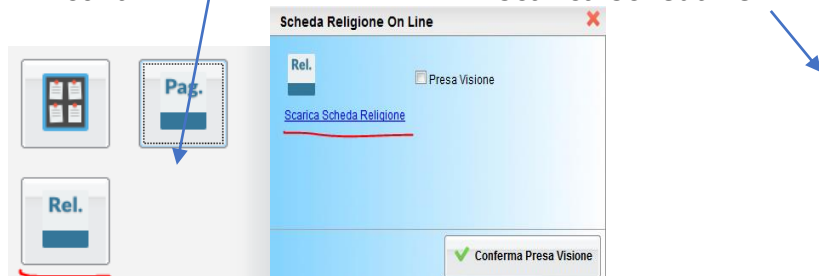 Scheda Religione On Line
Rel.
Presa Visione
Pag.
Scarica Scheda Religione
Rel.
Conferma Presa Visione